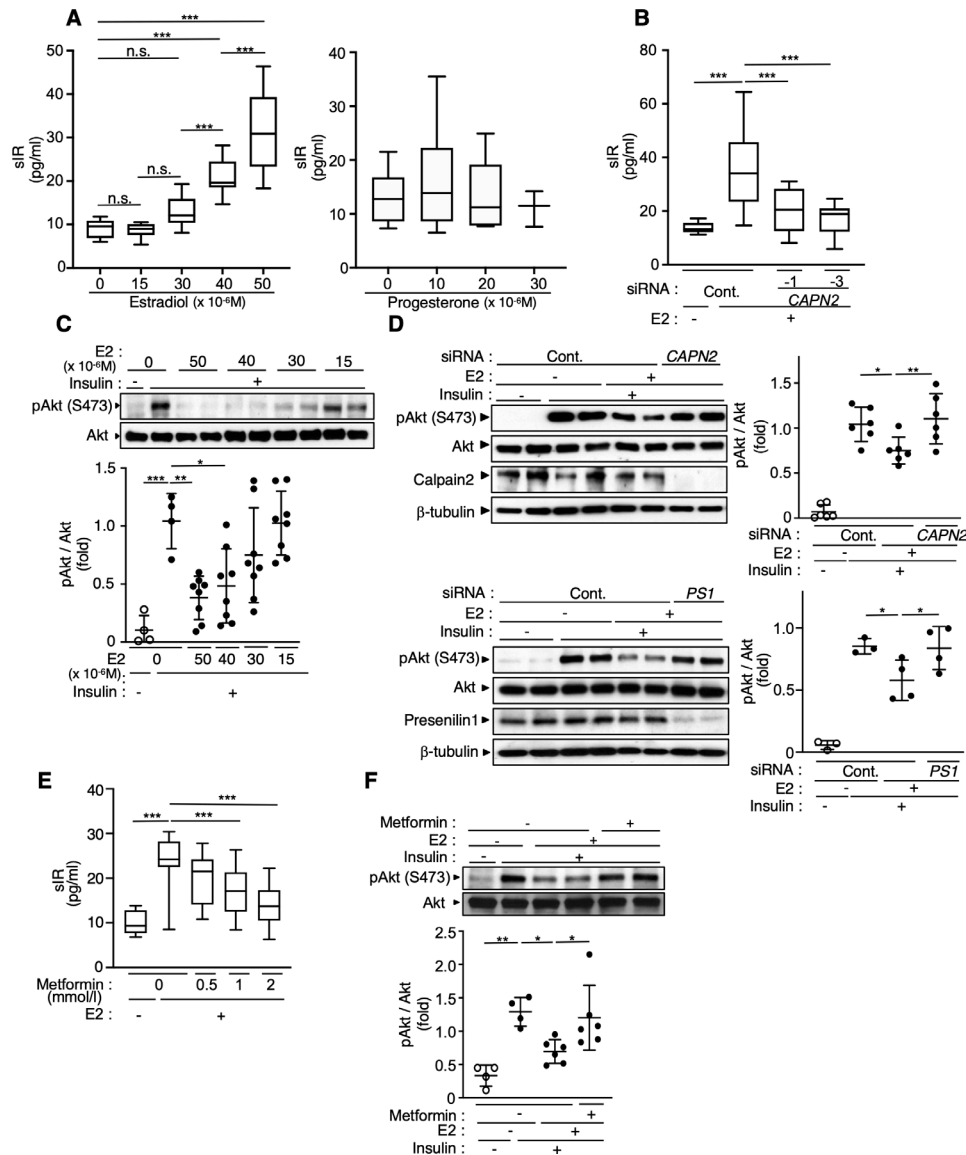 A
***
***
n.s.
***
***
n.s.
n.s.
50
40
30
20
10
0
sIR
(pg/ml)
0 15 30 40 50
Estradiol (x 10⁻⁶M)
40
30
20
10
0
sIR
(pg/ml)
0 10 20 30
Progesterone (x 10⁻⁶M)
B
***
*** ***
80
60
40
20
0
sIR
(pg/ml)
siRNA : Cont. -1 -3
CAPN2
E2 : - +
C
E2 :
(x 10⁻⁶M)
0 50 40 30 15
Insulin : - +
pAkt (S473)
Akt
*
*** **
1.5
1.0
0.5
0
pAkt / Akt
(fold)
E2 :
(x 10⁻⁶M)
0 50 40 30 15
Insulin : - +
D
siRNA : Cont. CAPN2
E2 : - +
Insulin : - +
pAkt (S473)
Akt
Calpain2
β-tubulin
* **
1.5
1.0
0.5
0
pAkt / Akt
(fold)
siRNA : Cont. CAPN2
E2 : - +
Insulin : - +
siRNA : Cont. PS1
E2 : - +
Insulin : - +
pAkt (S473)
Akt
Presenilin1
β-tubulin
* *
1.0
0.5
0
pAkt / Akt
(fold)
siRNA : Cont. PS1
E2 : - +
Insulin : - +
E
***
*** ***
40
30
20
10
0
sIR
(pg/ml)
Metformin :
(mmol/l)
0 0.5 1 2
E2 : - +
F
Metformin : - +
E2 : - +
Insulin : - +
pAkt (S473)
Akt
** * *
2.5
2.0
1.5
1.0
0.5
0
pAkt / Akt
(fold)
Metformin : - +
E2 : - +
Insulin : - +